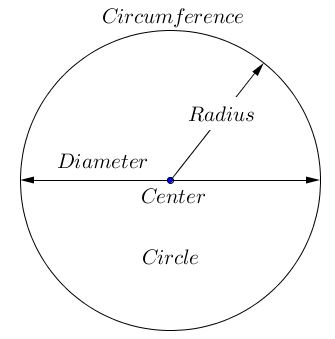 Circumference
Radius
Diameter
Center
Circle